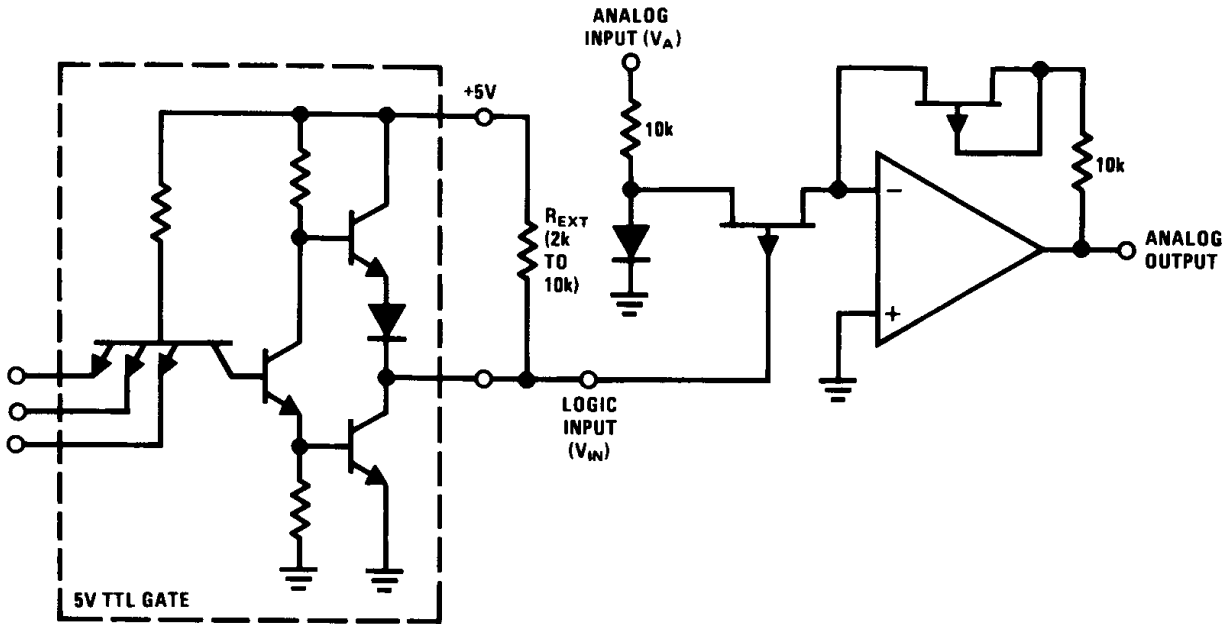 ANALOG
INPUT (VA)
+5V
10k
10k
REXT
(2k
TO
10k)
−
+
ANALOG
OUTPUT
LOGIC
INPUT
(VIN)
5V TTL GATE